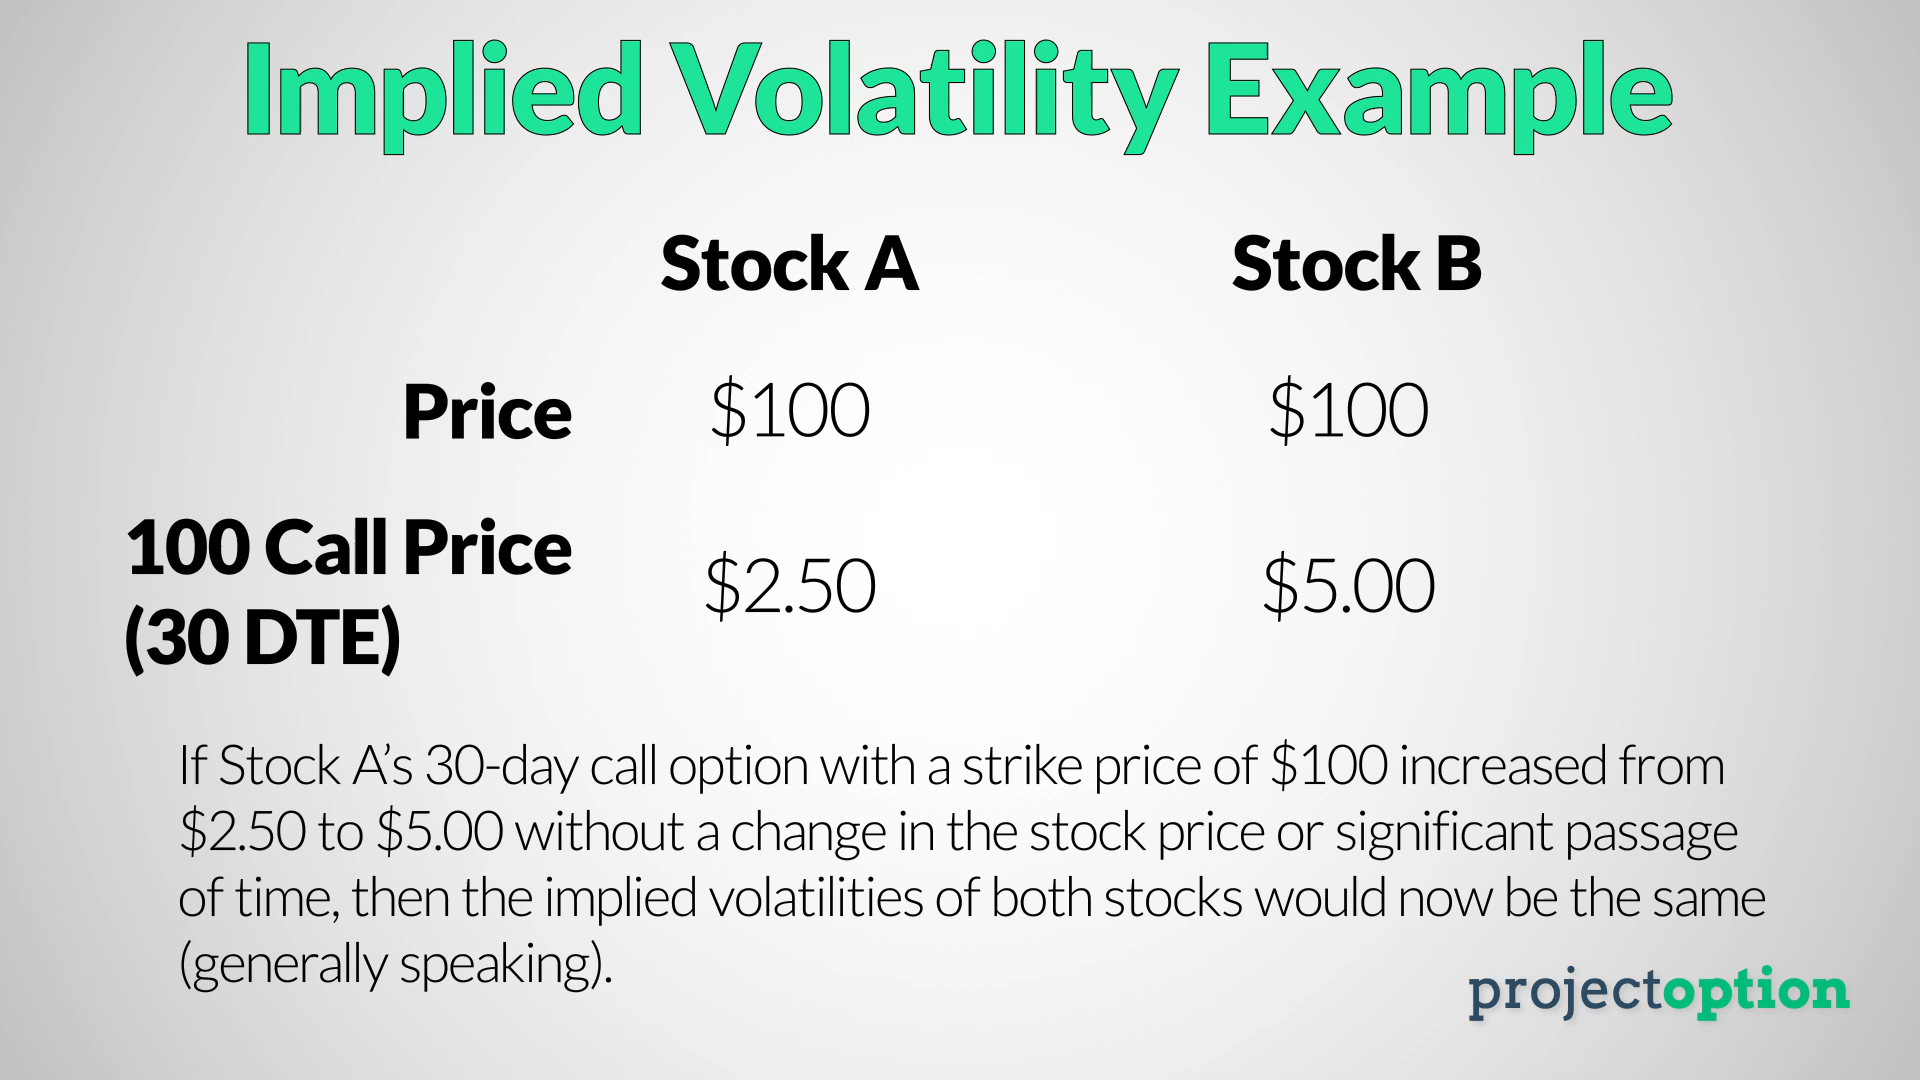 Implied Volatility Example
Stock A Stock B
Price $100 $100
100 Call Price
(30 DTE) $2.50 $5.00
If Stock A’s 30-day call option with a strike price of $100 increased from
$2.50 to $5.00 without a change in the stock price or significant passage
of time, then the implied volatilities of both stocks would now be the same
(generally speaking).
projectoption